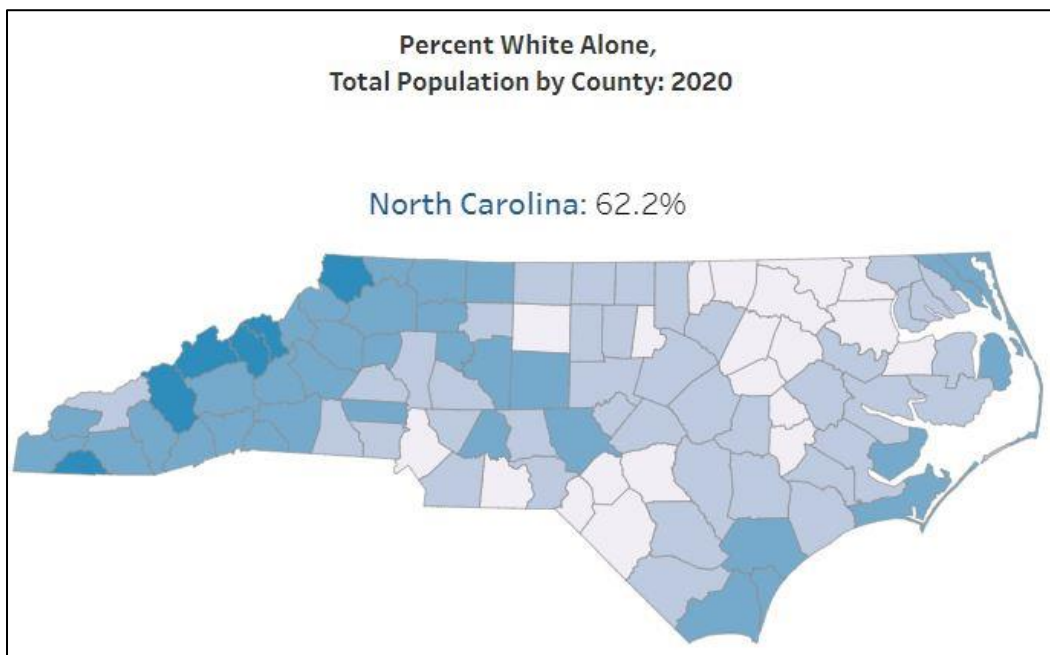 Percent White Alone,
Total Population by County: 2020
North Carolina: 62.2%